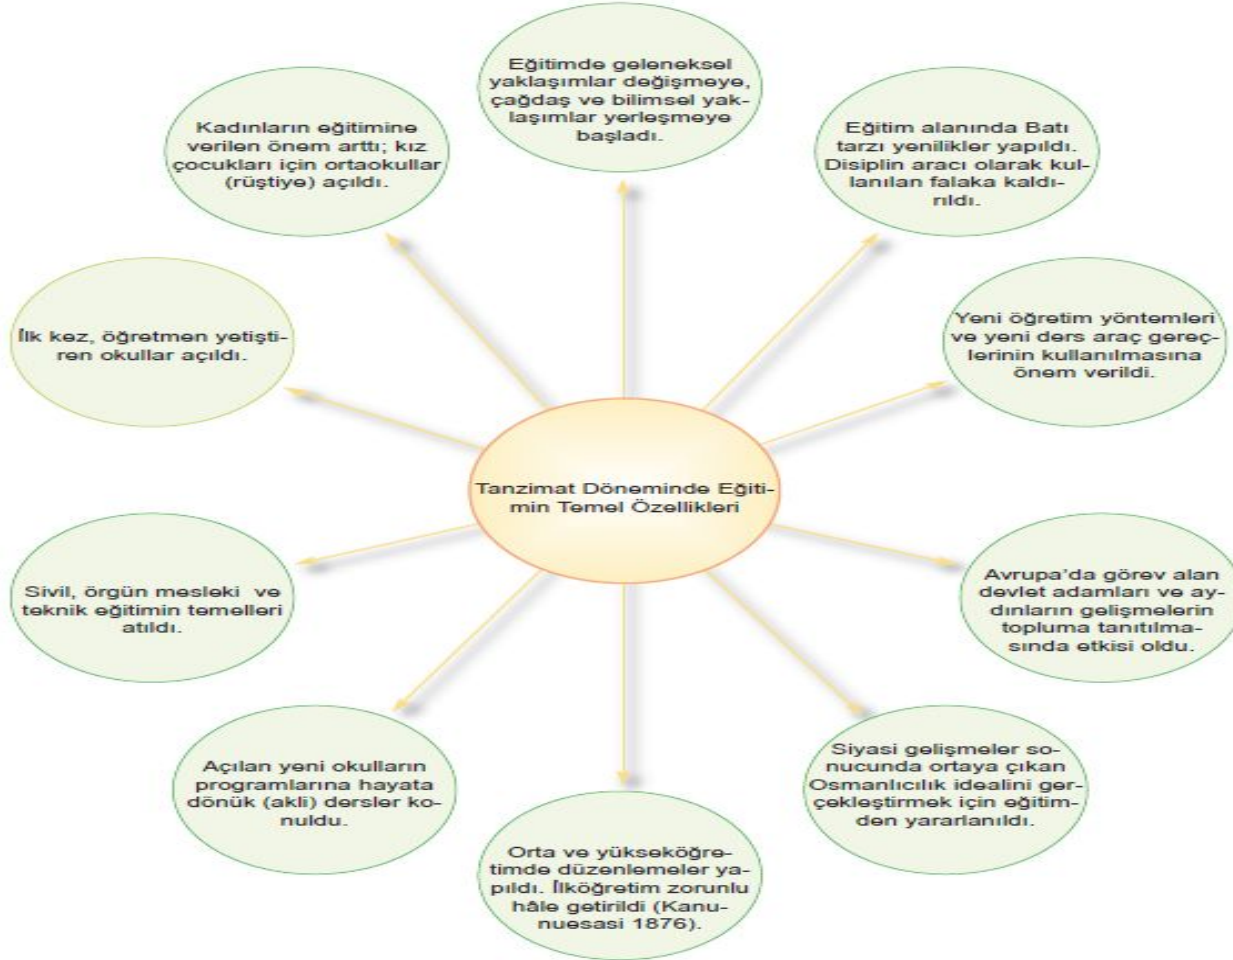 Eğitimde geleneksel
yaklaşımlar değişmeye,
çağdaş ve bilimsel yak-
laşımlar yerleşmeye
başladı.
Kadınların eğitimine
verilen önem arttı; kız
çocukları için ortaokullar
(rüştiye) açıldı.
Eğitim alanında Batı
tarzı yenilikler yapıldı.
Disiplin aracı olarak kul-
lanılan falaka kaldı-
rıldı.
İlk kez, öğretmen yetişti-
ren okullar açıldı.
Yeni öğretim yöntemleri
ve yeni ders araç gereç-
lerinin kullanılmasına
önem verildi.
Tanzimat Döneminde Eğiti-
min Temel Özellikleri
Sivil, örgün mesleki ve
teknik eğitimin temelleri
atıldı.
Avrupa’da görev alan
devlet adamları ve ay-
dınların gelişmelerin
topluma tanıtılma-
sında etkisi oldu.
Açılan yeni okulların
programlarına hayata
dönük (akli) dersler ko-
nuldu.
Siyasi gelişmeler so-
nucunda ortaya çıkan
Osmanlıcılık idealini ger-
çekleştirmek için eğitim-
den yararlanıldı.
Orta ve yükseköğre-
timde düzenlemeler ya-
pıldı. İlköğretim zorunlu
hâle getirildi (Kanu-
nuesasi 1876).